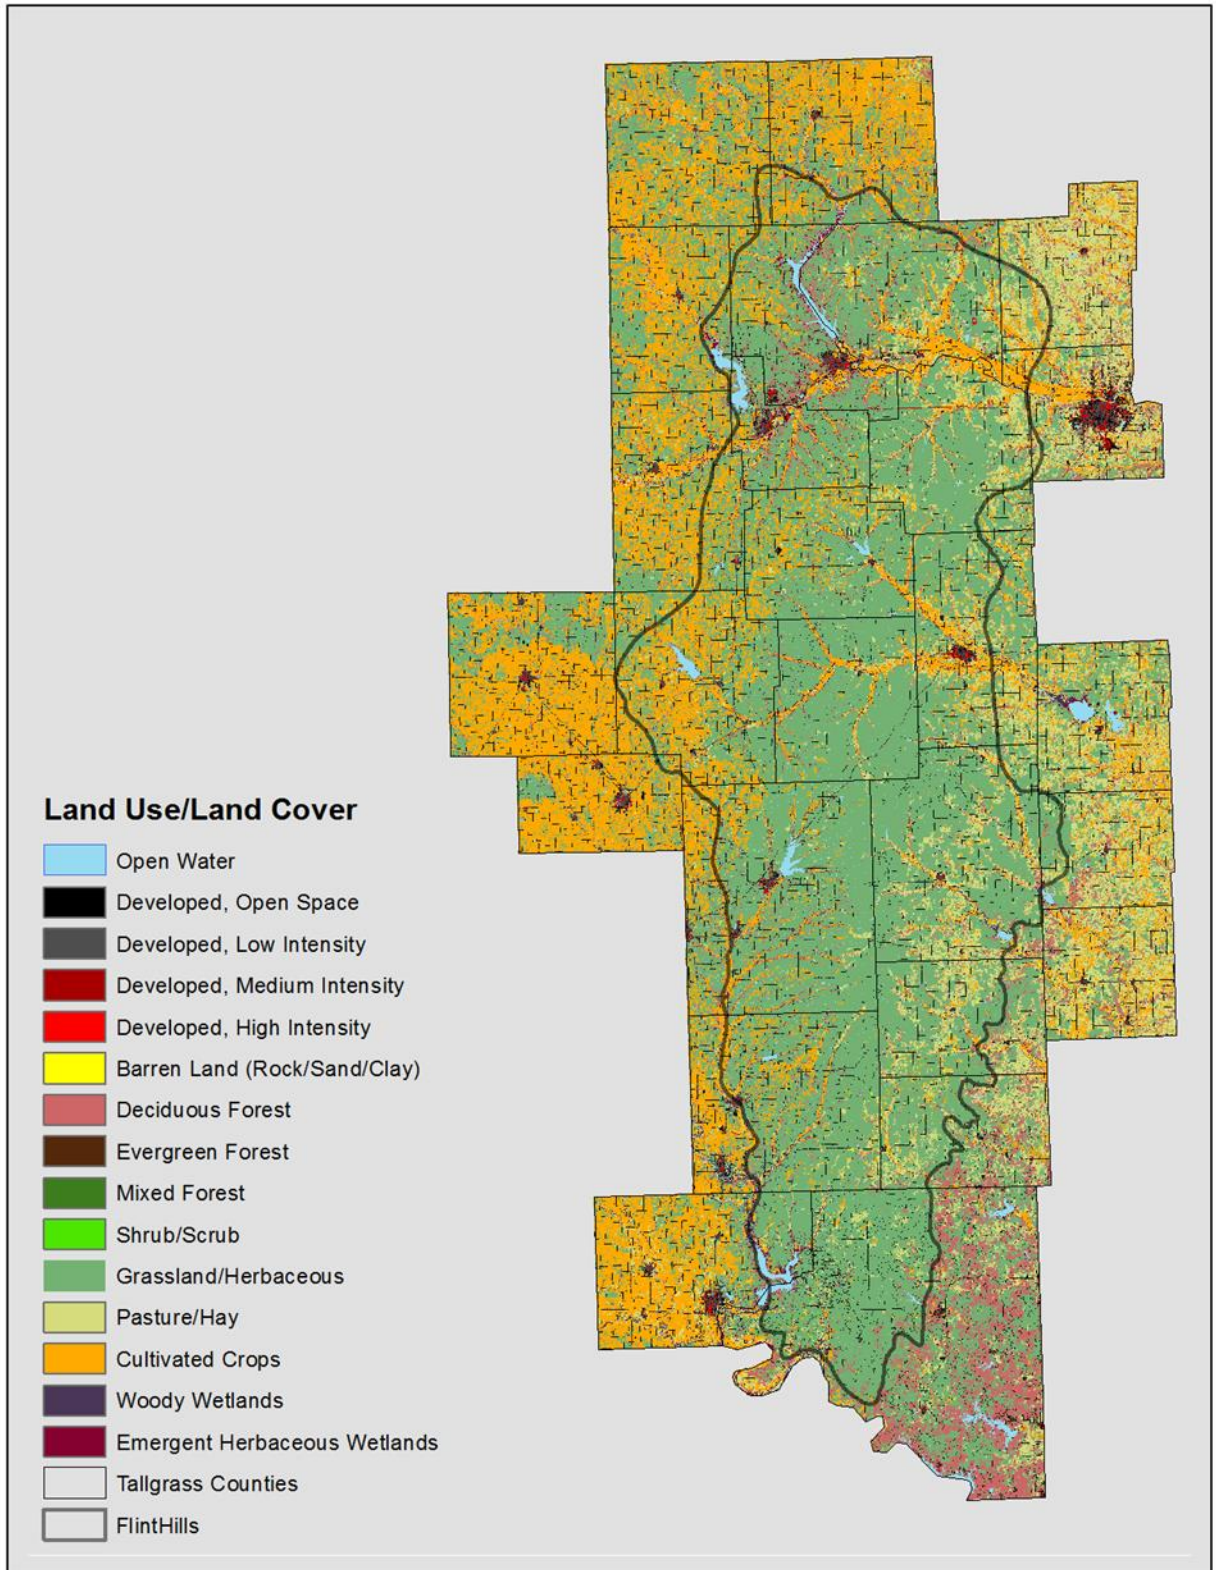 Land Use/Land Cover
Open Water
Developed, Open Space
Developed, Low Intensity
Developed, Medium Intensity
Developed, High Intensity
Barren Land (Rock/Sand/Clay)
Deciduous Forest
Evergreen Forest
Mixed Forest
Shrub/Scrub
Grassland/Herbaceous
Pasture/Hay
Cultivated Crops
Woody Wetlands
Emergent Herbaceous Wetlands
Tallgrass Counties
FlintHills